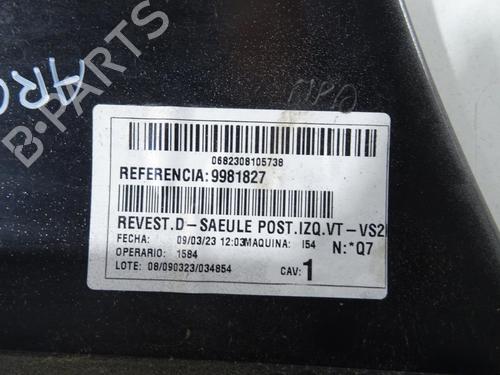 B-PARTS
0682308105738
REFERENCIA:9981827
REVEST.D-SAEULE POST.IZQ.VT-VS2
FECHA: 09/03/23 12:03 MAQUINA: I54 N:*Q7
OPERARIO: 1584
LOTE: 08/090323/034854 CAV: 1